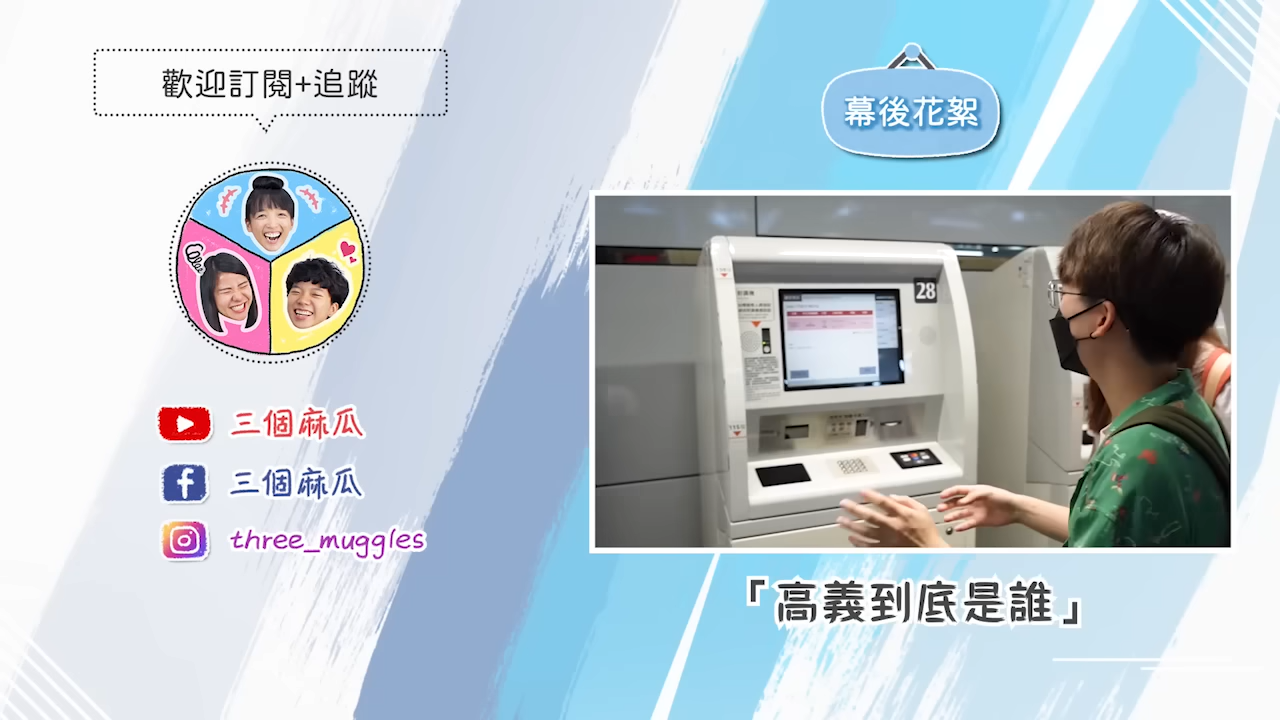 歡迎訂閱+追蹤
三個麻瓜
三個麻瓜
three_muggles
幕後花絮
28
「高義到底是誰」